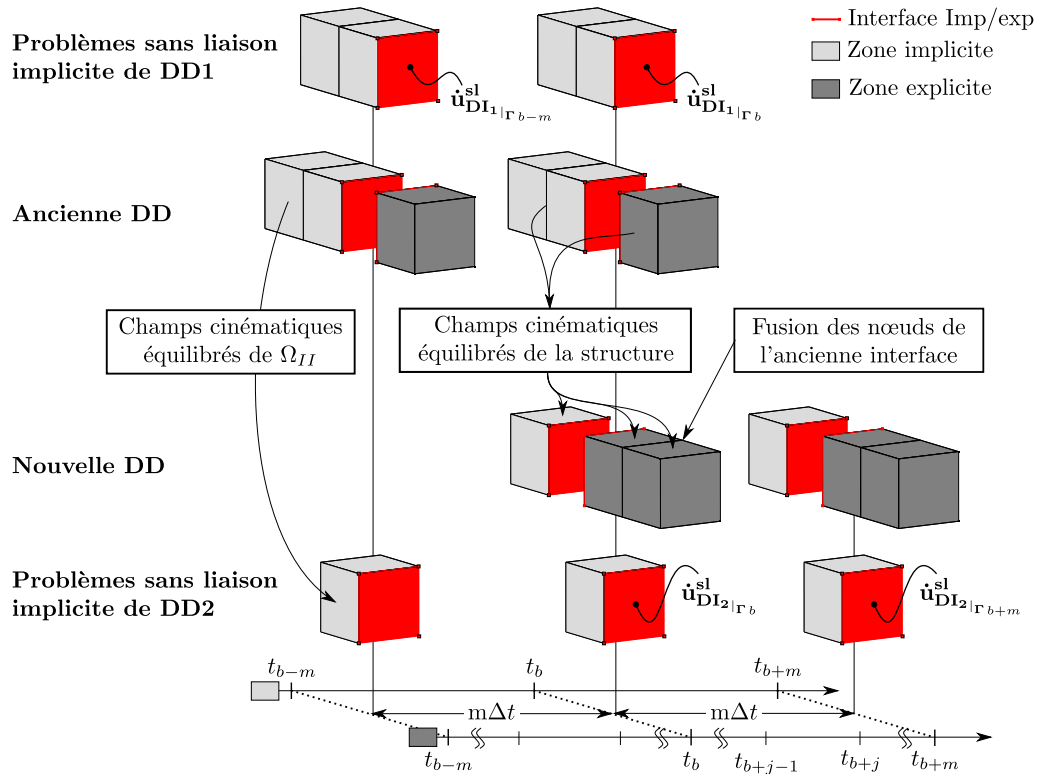 Problèmes sans liaison
implicite de DD1
Interface Imp/exp
Zone implicite
Zone explicite
u̇^sl_DI₁|Γ b−m
u̇^sl_DI₁|Γ b
Ancienne DD
Champs cinématiques
équilibrés de Ω_II
Champs cinématiques
équilibrés de la structure
Fusion des nœuds de
l'ancienne interface
Nouvelle DD
Problèmes sans liaison
implicite de DD2
u̇^sl_DI₂|Γ b
u̇^sl_DI₂|Γ b+m
t_b−m t_b t_b+m
mΔt mΔt
t_b−m t_b t_b+j−1 t_b+j t_b+m